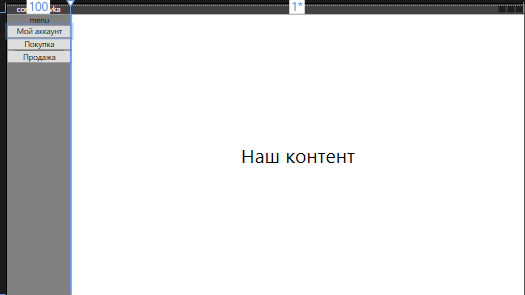 100
1*
menu
Мой аккаунт
Покупка
Продажа
Наш контент